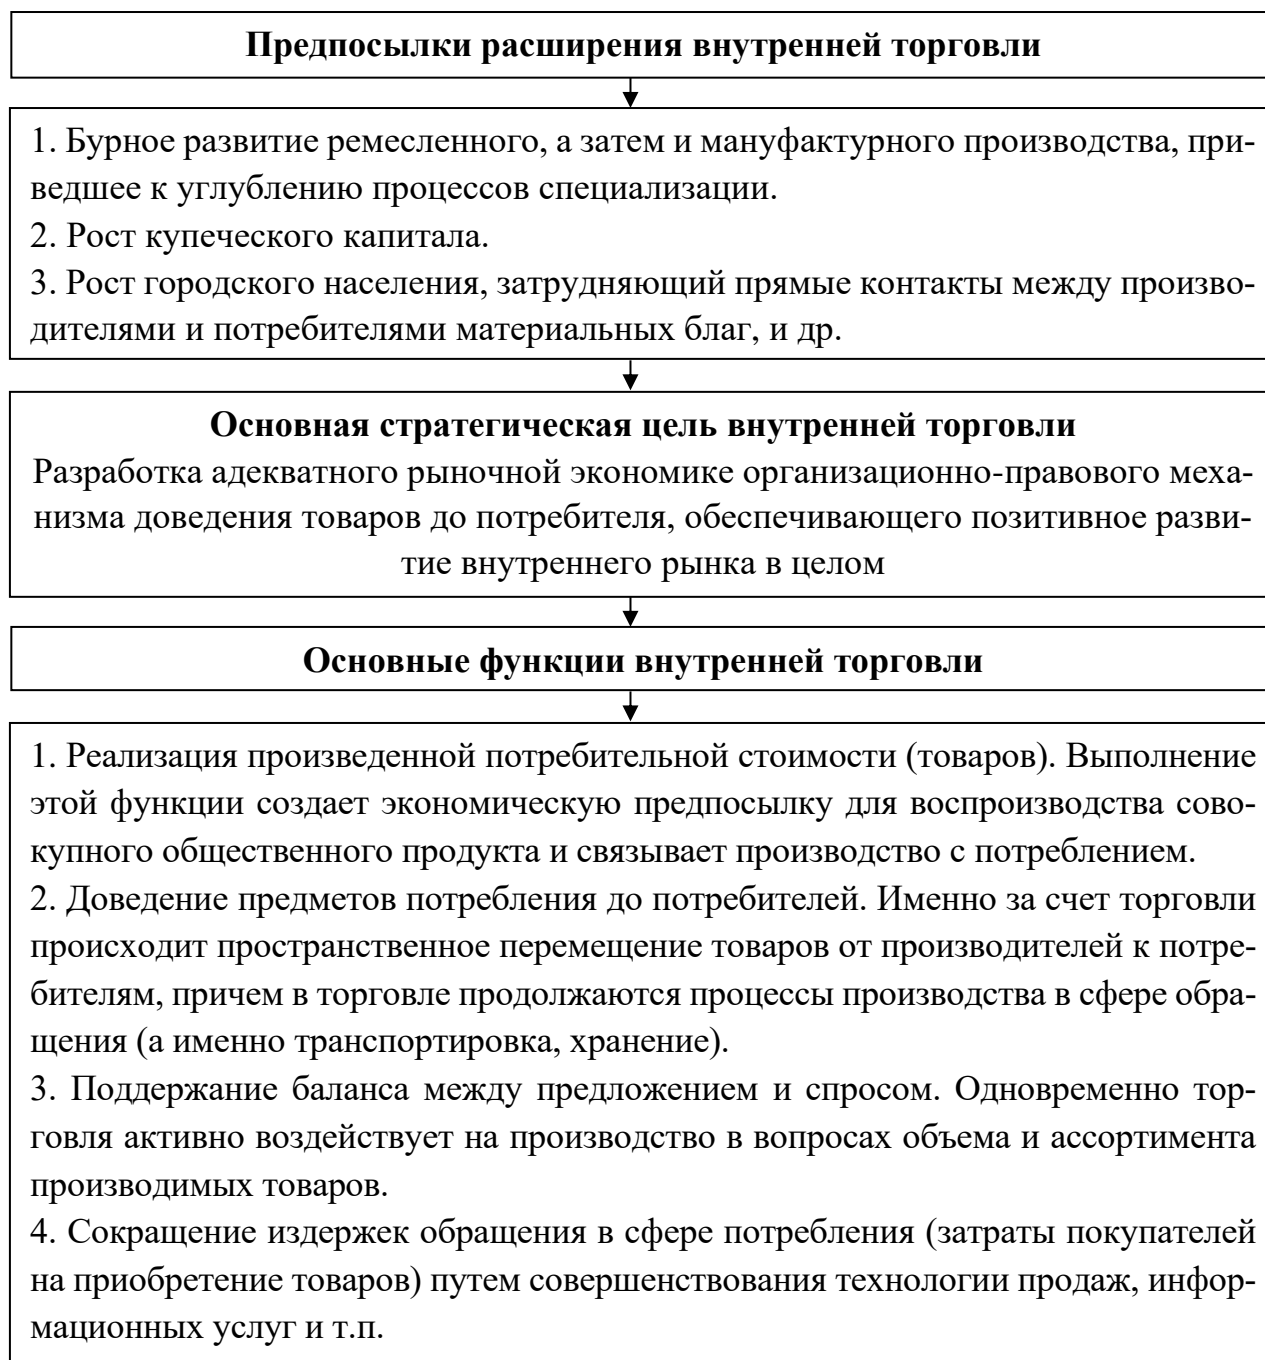 Предпосылки расширения внутренней торговли
1. Бурное развитие ремесленного, а затем и мануфактурного производства, при-
ведшее к углублению процессов специализации.
2. Рост купеческого капитала.
3. Рост городского населения, затрудняющий прямые контакты между произво-
дителями и потребителями материальных благ, и др.
Основная стратегическая цель внутренней торговли
Разработка адекватного рыночной экономике организационно-правового меха-
низма доведения товаров до потребителя, обеспечивающего позитивное разви-
тие внутреннего рынка в целом
Основные функции внутренней торговли
1. Реализация произведенной потребительной стоимости (товаров). Выполнение
этой функции создает экономическую предпосылку для воспроизводства сово-
купного общественного продукта и связывает производство с потреблением.
2. Доведение предметов потребления до потребителей. Именно за счет торговли
происходит пространственное перемещение товаров от производителей к потре-
бителям, причем в торговле продолжаются процессы производства в сфере обра-
щения (а именно транспортировка, хранение).
3. Поддержание баланса между предложением и спросом. Одновременно тор-
говля активно воздействует на производство в вопросах объема и ассортимента
производимых товаров.
4. Сокращение издержек обращения в сфере потребления (затраты покупателей
на приобретение товаров) путем совершенствования технологии продаж, инфор-
мационных услуг и т.п.